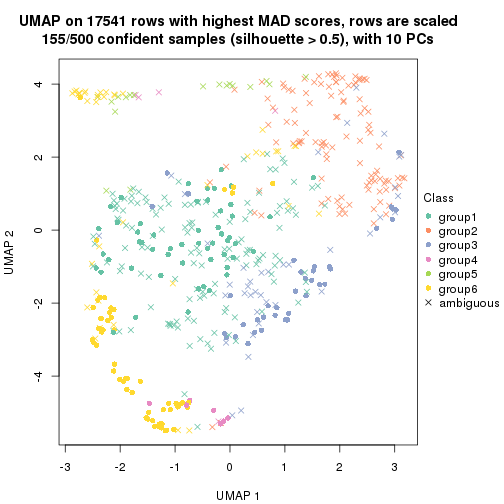 UMAP on 17541 rows with highest MAD scores, rows are scaled
155/500 confident samples (silhouette > 0.5), with 10 PCs
4
2
0
-2
-4
UMAP 2
-3
-2
-1
0
1
2
3
UMAP 1
Class
group1
group2
group3
group4
group5
group6
ambiguous